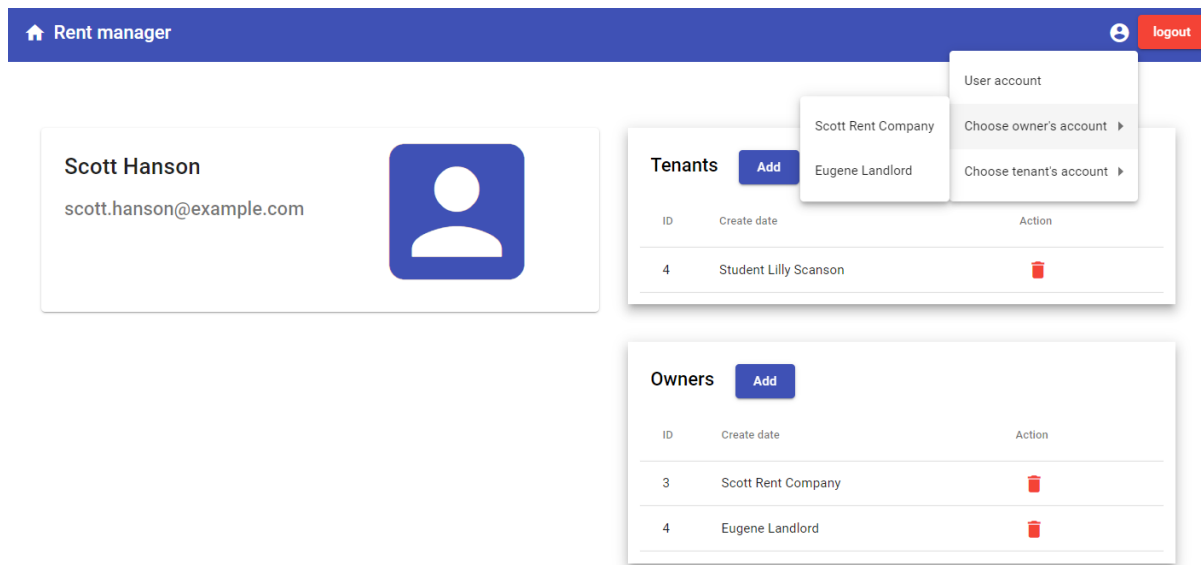 Rent manager
logout
User account
Choose owner's account
Choose tenant's account
Scott Rent Company
Eugene Landlord
Scott Hanson
scott.hanson@example.com
Tenants Add
ID Create date Action
4 Student Lilly Scanson
Owners Add
ID Create date Action
3 Scott Rent Company
4 Eugene Landlord